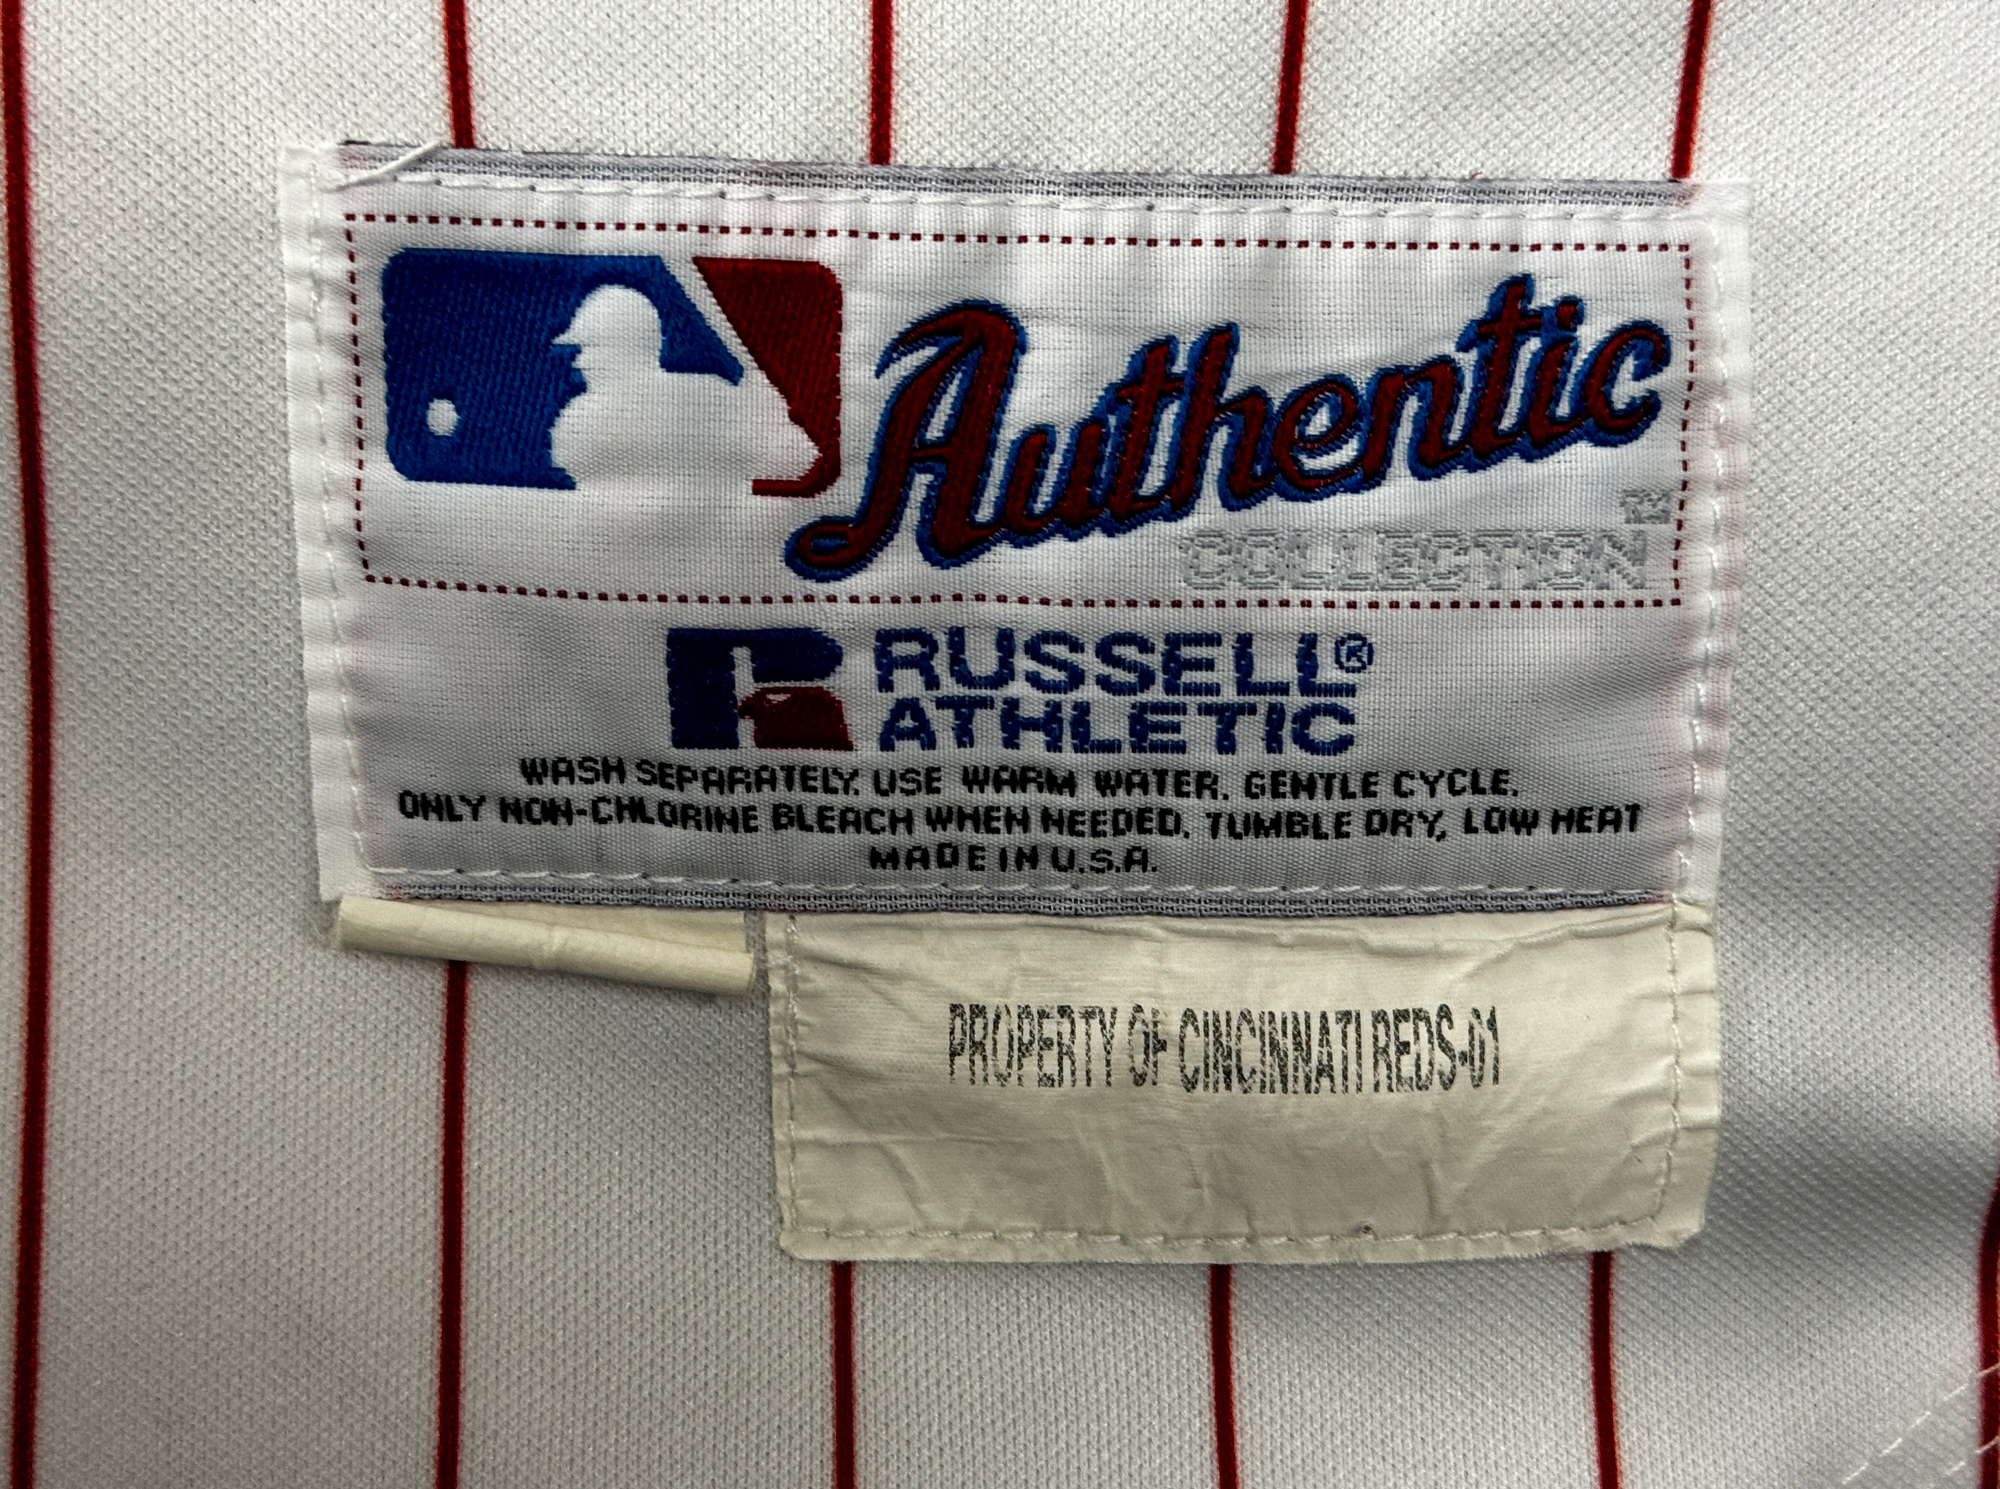 Authentic
COLLECTION™
RUSSELL®
ATHLETIC
WASH SEPARATELY. USE WARM WATER. GENTLE CYCLE.
ONLY NON-CHLORINE BLEACH WHEN NEEDED. TUMBLE DRY, LOW HEAT
MADE IN U.S.A.
PROPERTY OF CINCINNATI REDS-01